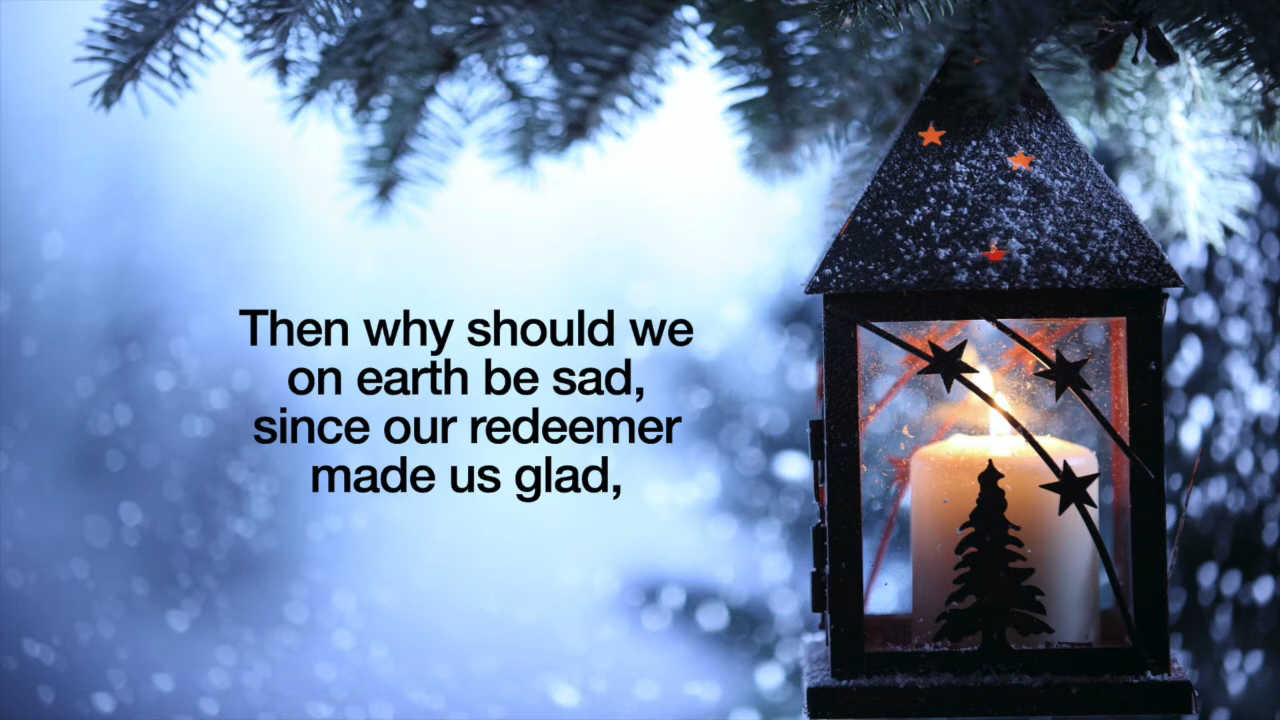 Then why should we
on earth be sad,
since our redeemer
made us glad,